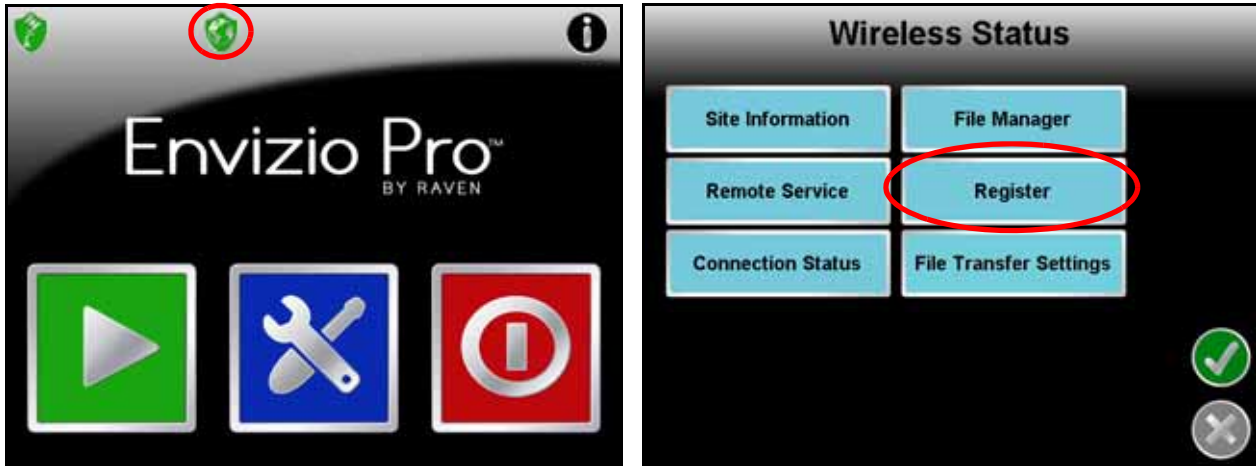 Envizio Pro™
BY RAVEN
Wireless Status
Site Information
File Manager
Remote Service
Register
Connection Status
File Transfer Settings